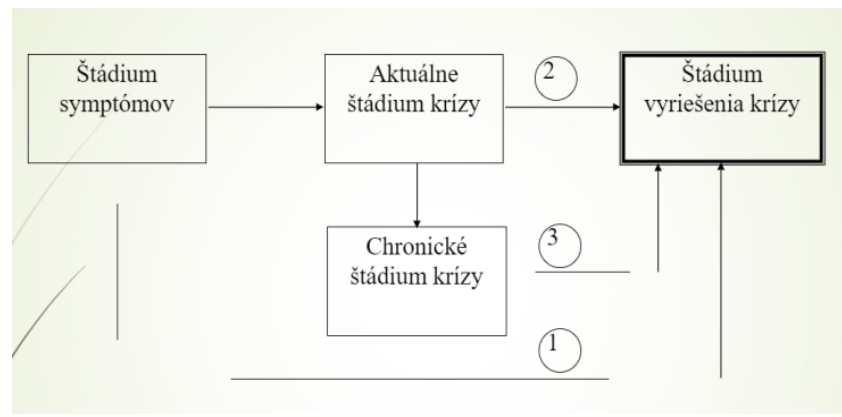 Štádium
symptómov
Aktuálne
štádium krízy
2
Štádium
vyriešenia krízy
Chronické
štádium krízy
3
1